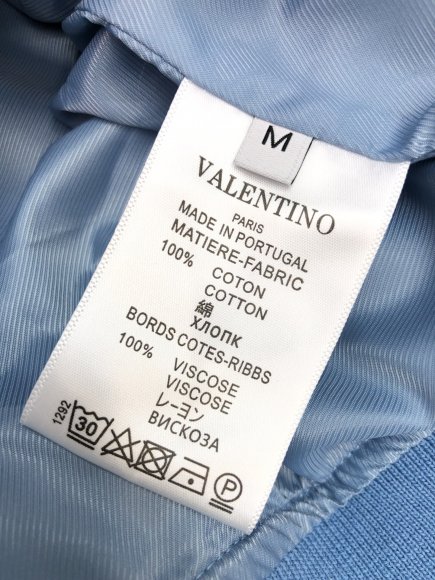 M
VALENTINO
PARIS
MADE IN PORTUGAL
MATIERE-FABRIC
100% COTON
COTTON
綿
ХЛОПК
BORDS COTES-RIBBS
100% VISCOSE
VISCOSE
レーヨン
ВИСКОЗА
1292
30
P